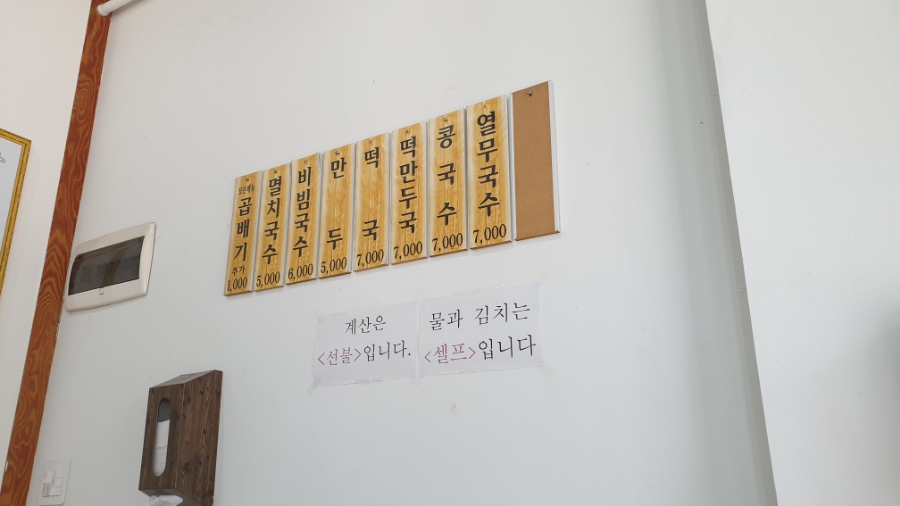 곱배기 추가 1,000
멸치국수 5,000
비빔국수 6,000
만두 5,000
떡국 7,000
떡만두국 7,000
콩국수 7,000
열무국수 7,000
계산은
<선불>입니다.
물과 김치는
<셀프>입니다